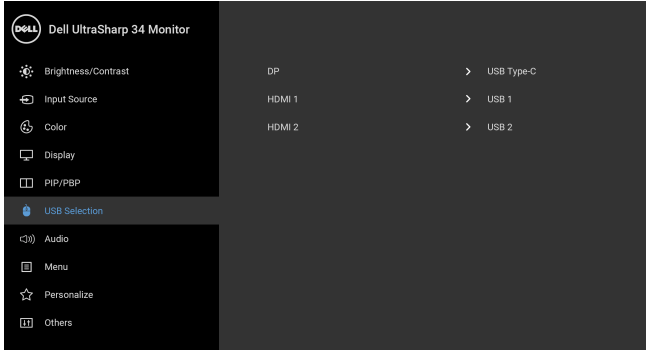 DELL
Dell UltraSharp 34 Monitor
Brightness/Contrast
Input Source
Color
Display
PIP/PBP
USB Selection
Audio
Menu
Personalize
Others
DP USB Type-C
HDMI 1 USB 1
HDMI 2 USB 2